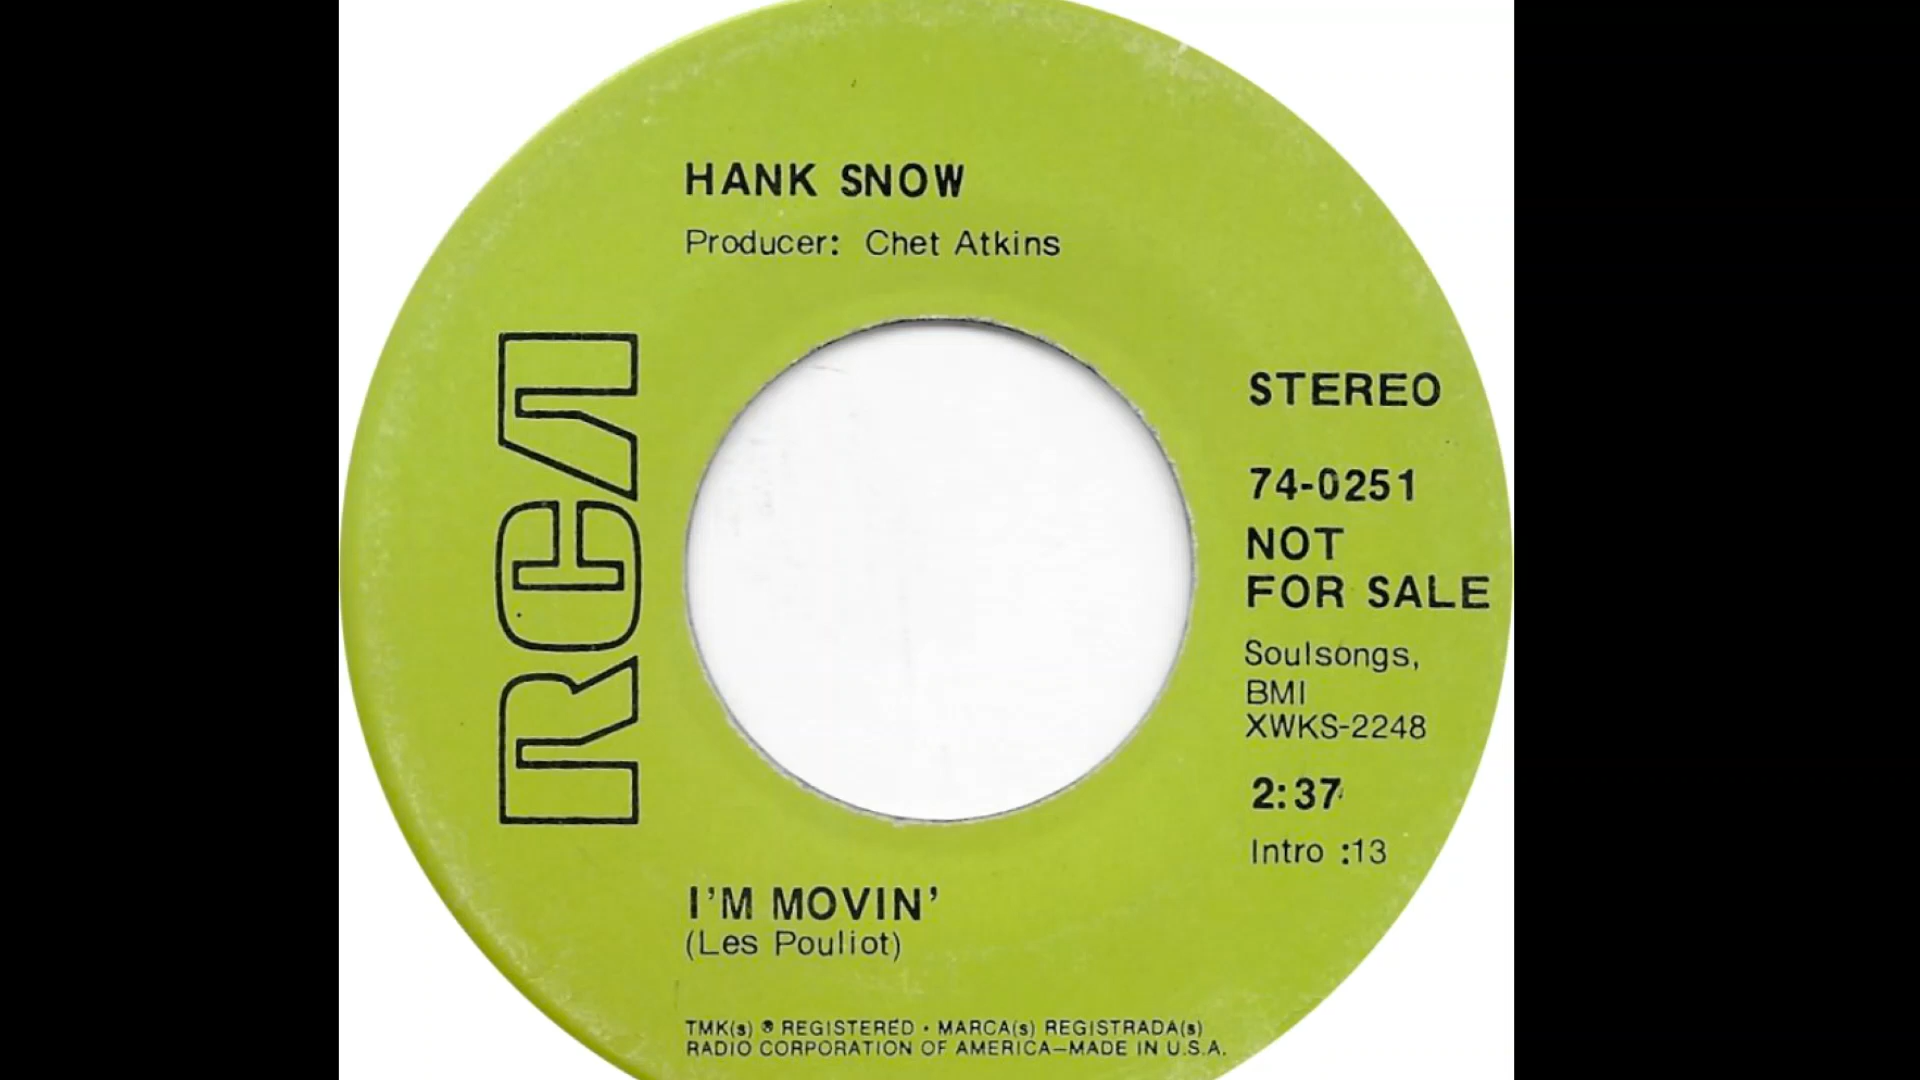 HANK SNOW
Producer: Chet Atkins
RCA
STEREO
74-0251
NOT
FOR SALE
Soulsongs,
BMI
XWKS-2248
2:37
Intro :13
I'M MOVIN'
(Les Pouliot)
TMK(s) ® REGISTERED • MARCA(s) REGISTRADA(s)
RADIO CORPORATION OF AMERICA—MADE IN U.S.A.